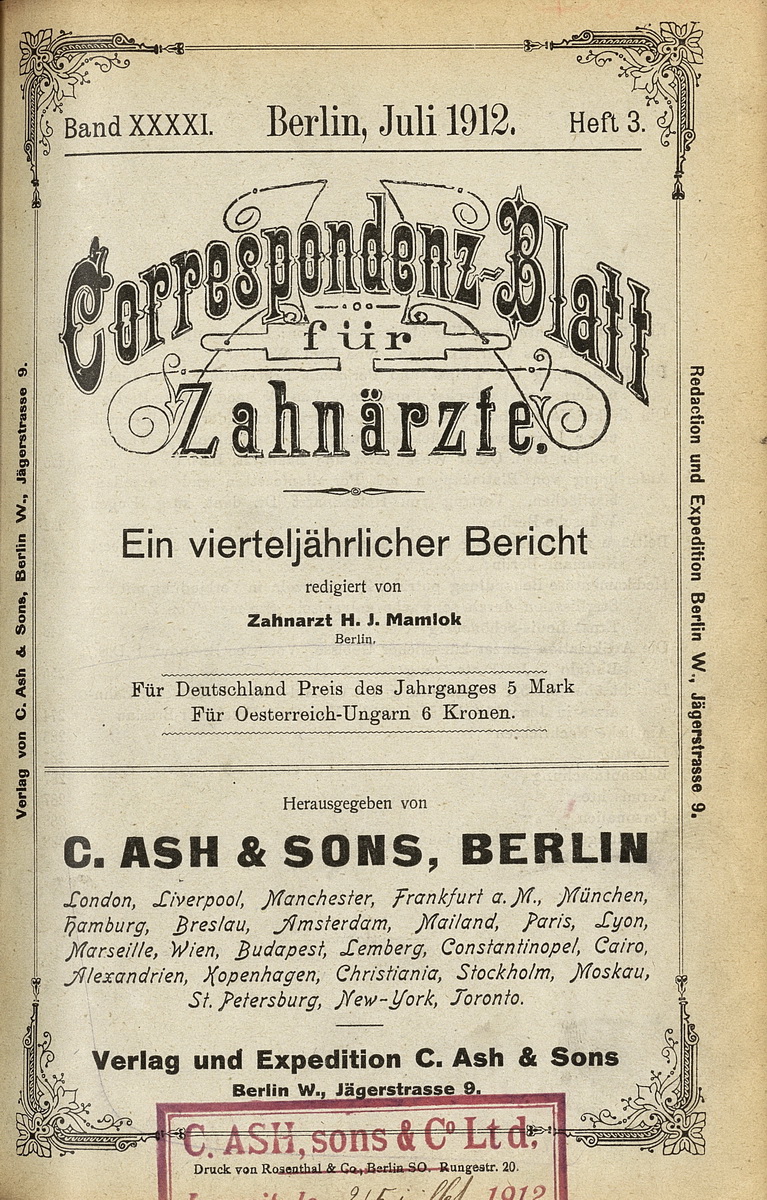 Band XXXXI.
Berlin, Juli 1912.
Heft 3.
Correspondenz-Blatt
für
Zahnärzte.
Ein vierteljährlicher Bericht
redigiert von
Zahnarzt H. J. Mamlok
Berlin.
Für Deutschland Preis des Jahrganges 5 Mark
Für Oesterreich-Ungarn 6 Kronen.
Herausgegeben von
C. ASH & SONS, BERLIN
London, Liverpool, Manchester, Frankfurt a. M., München,
Hamburg, Breslau, Amsterdam, Mailand, Paris, Lyon,
Marseille, Wien, Budapest, Lemberg, Constantinopel, Cairo,
Alexandrien, Kopenhagen, Christiania, Stockholm, Moskau,
St. Petersburg, New-York, Toronto.
Verlag und Expedition C. Ash & Sons
Berlin W., Jägerstrasse 9.
C. ASH, sons & Co Ltd,
Druck von Rosenthal & Co., Berlin SO. Rungestr. 20.
1912
Verlag von C. Ash & Sons, Berlin W., Jägerstrasse 9.
Redaction und Expedition Berlin W., Jägerstrasse 9.